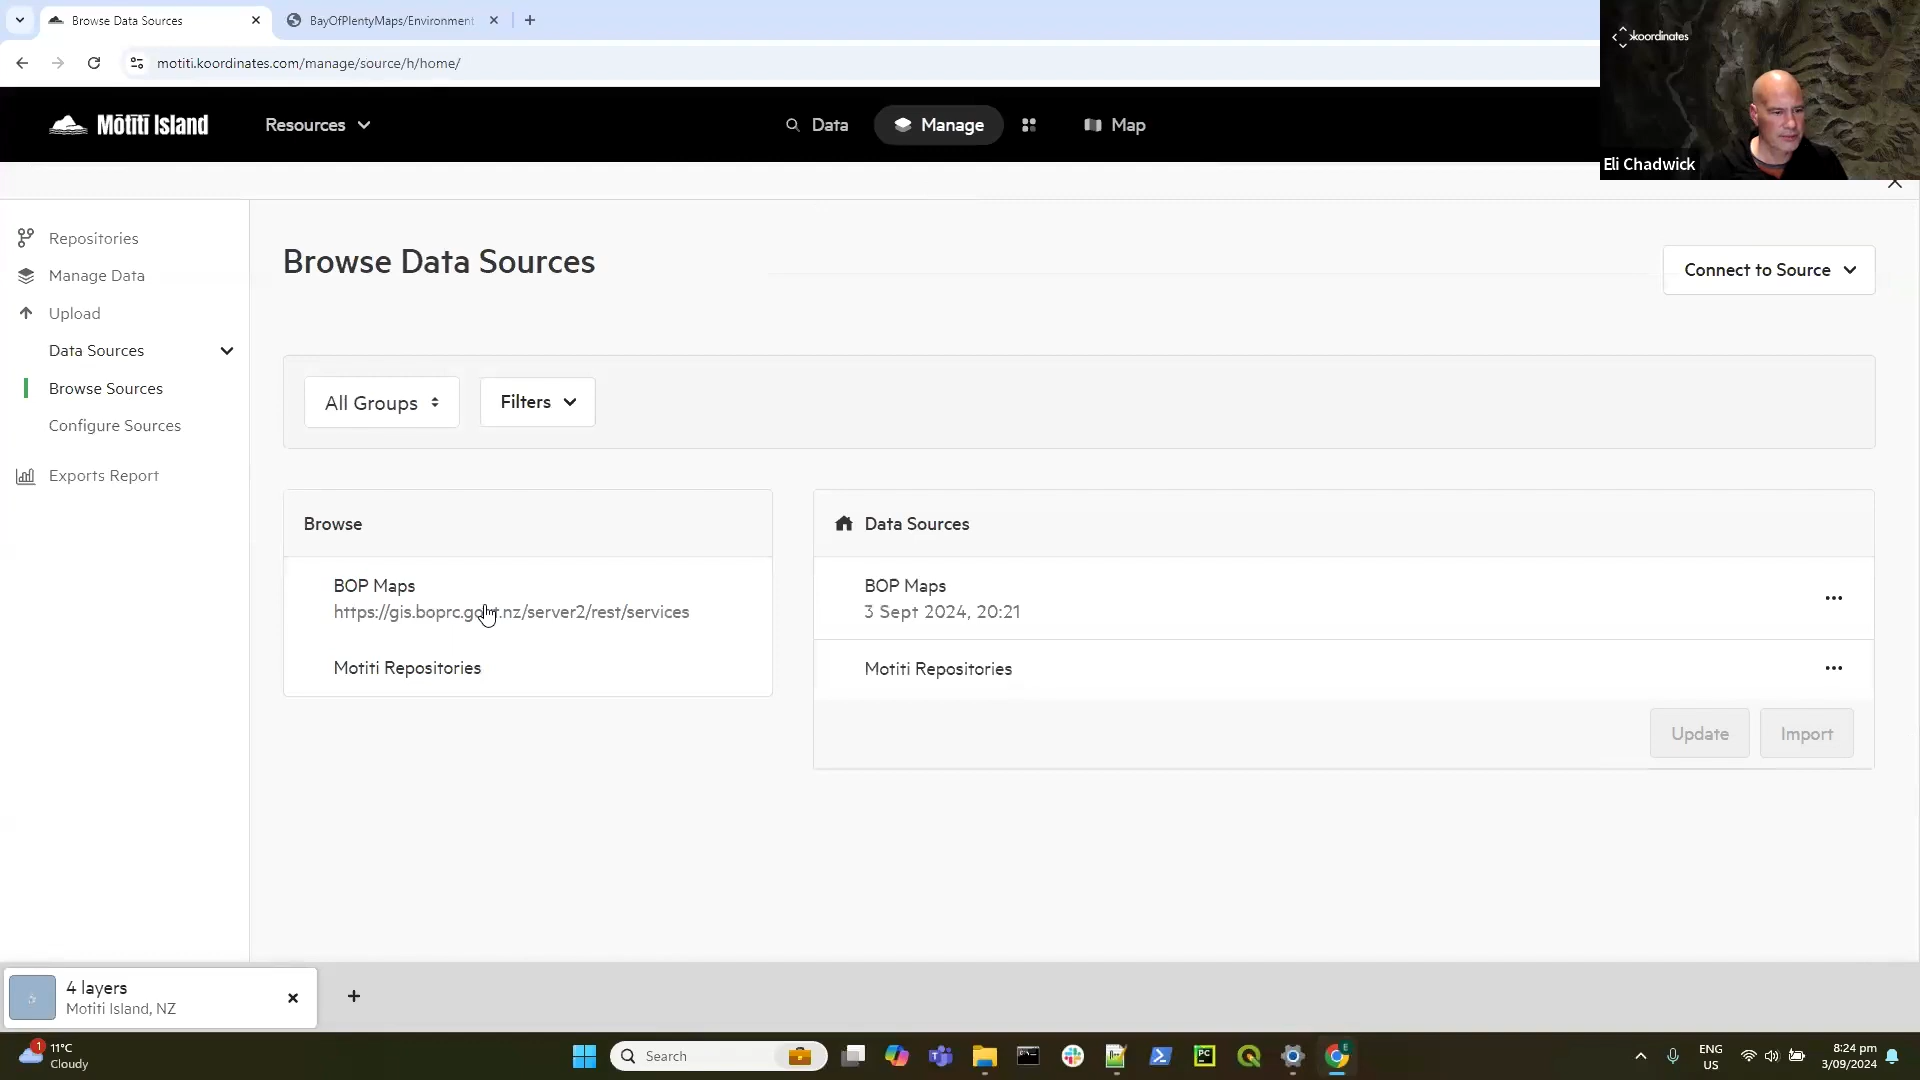 Browse Data Sources
BayOfPlentyMaps/Environment
motiti.koordinates.com/manage/source/h/home/
koordinates
Eli Chadwick
Mōtītī Island
Resources
Data
Manage
Map
Repositories
Manage Data
Upload
Data Sources
Browse Sources
Configure Sources
Exports Report
Browse Data Sources
Connect to Source
All Groups
Filters
Browse
BOP Maps
https://gis.boprc.govt.nz/server2/rest/services
Motiti Repositories
Data Sources
BOP Maps
3 Sept 2024, 20:21
Motiti Repositories
Update
Import
4 layers
Motiti Island, NZ
1
11°C
Cloudy
Search
PC
ENG
US
8:24 pm
3/09/2024